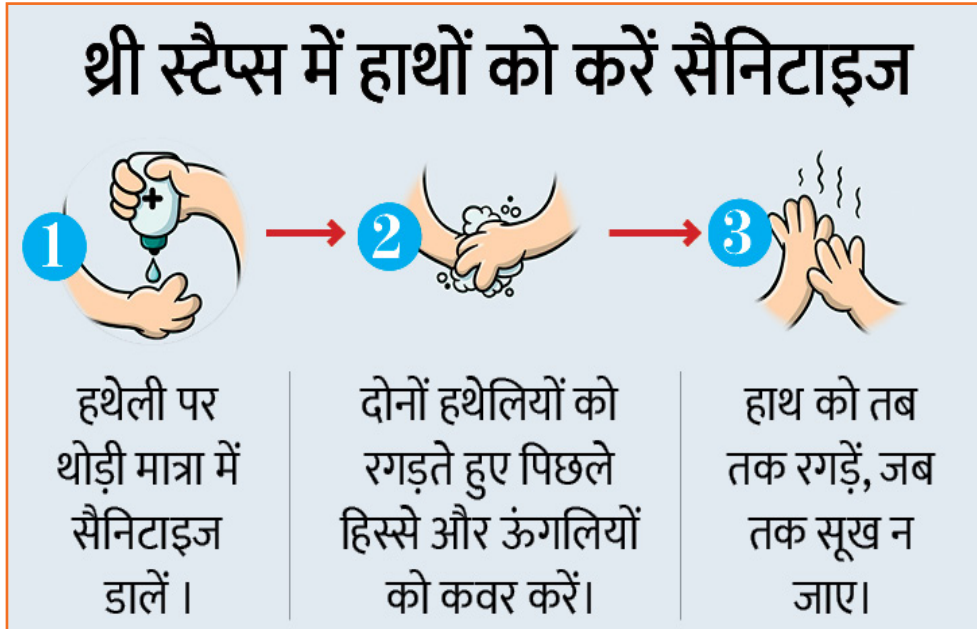 थ्री स्टैप्स में हाथों को करें सैनिटाइज
1
2
3
हथेली पर
थोड़ी मात्रा में
सैनिटाइज
डालें ।
दोनों हथेलियों को
रगड़ते हुए पिछले
हिस्से और ऊंगलियों
को कवर करें।
हाथ को तब
तक रगड़ें, जब
तक सूख न
जाए।